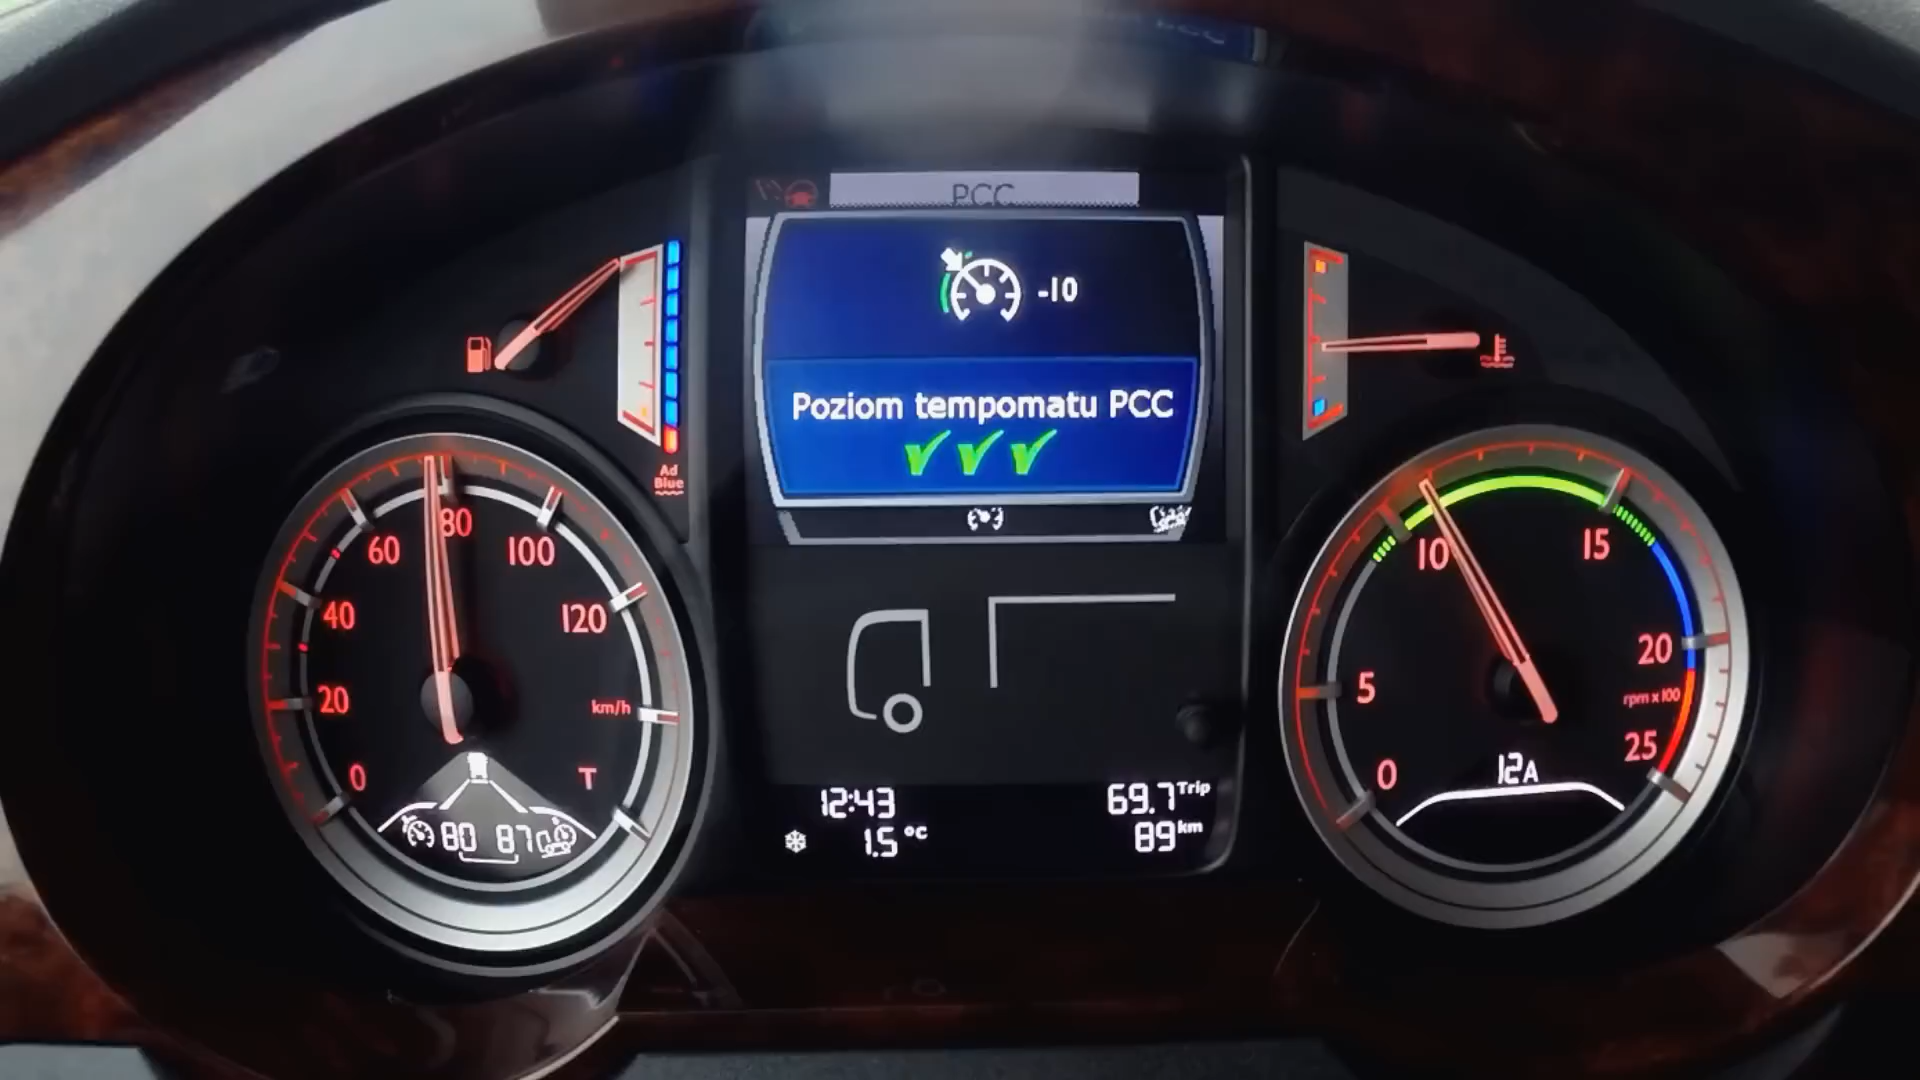 PCC
-10
Poziom tempomatu PCC
Ad
Blue
0
20
40
60
80
100
120
km/h
T
80 87
12:43
1.5 °C
69.7 Trip
89 km
0
5
10
15
20
25
rpm x 100
12A